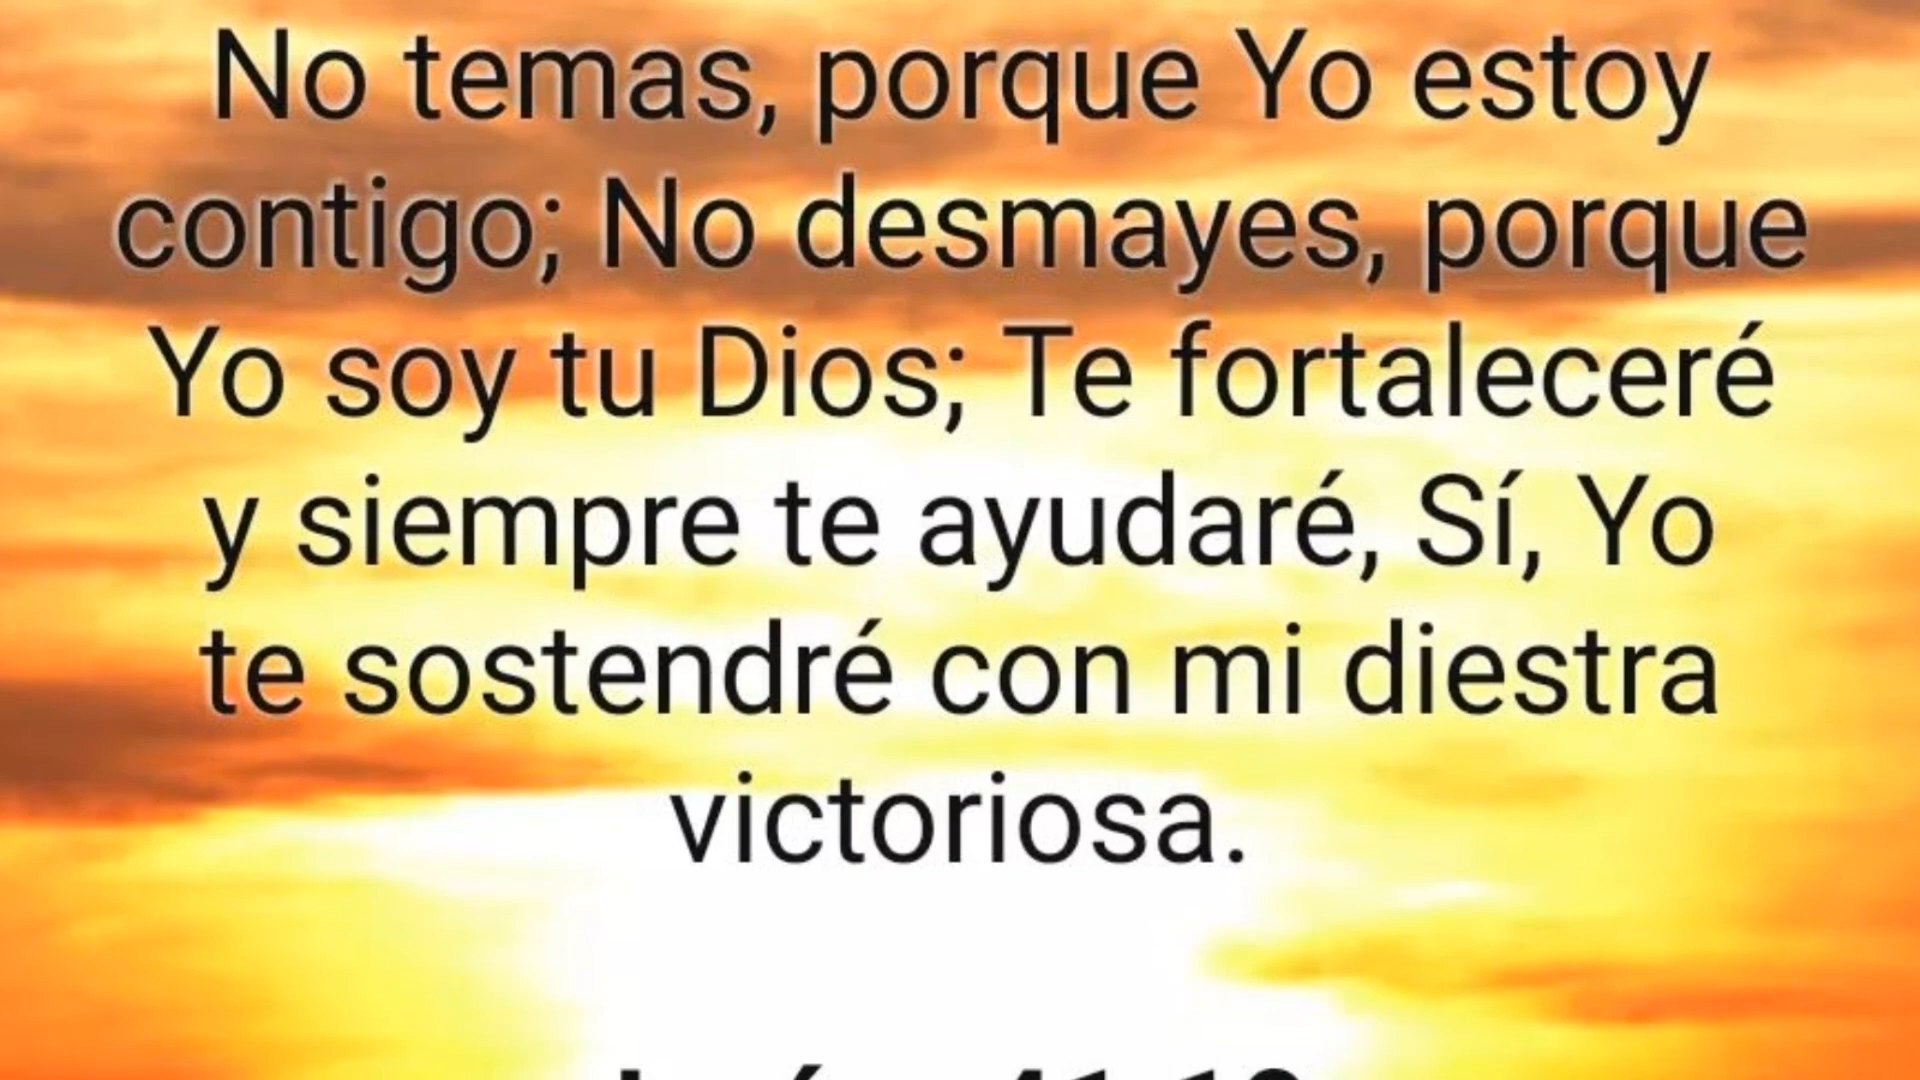 No temas, porque Yo estoy
contigo; No desmayes, porque
Yo soy tu Dios; Te fortaleceré
y siempre te ayudaré, Sí, Yo
te sostendré con mi diestra
victoriosa.